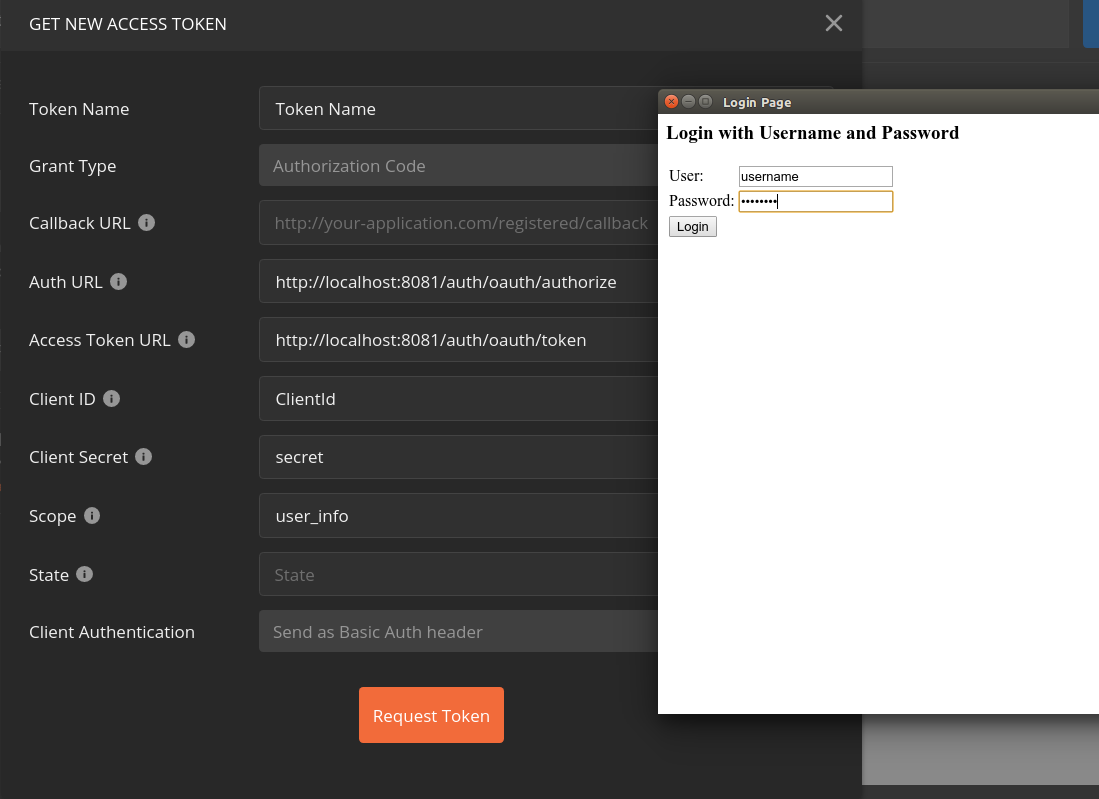 GET NEW ACCESS TOKEN
Token Name
Token Name
Grant Type
Authorization Code
Callback URL
http://your-application.com/registered/callback
Auth URL
http://localhost:8081/auth/oauth/authorize
Access Token URL
http://localhost:8081/auth/oauth/token
Client ID
ClientId
Client Secret
secret
Scope
user_info
State
State
Client Authentication
Send as Basic Auth header
Request Token
Login Page
Login with Username and Password
User:
username
Password:
••••••••
Login